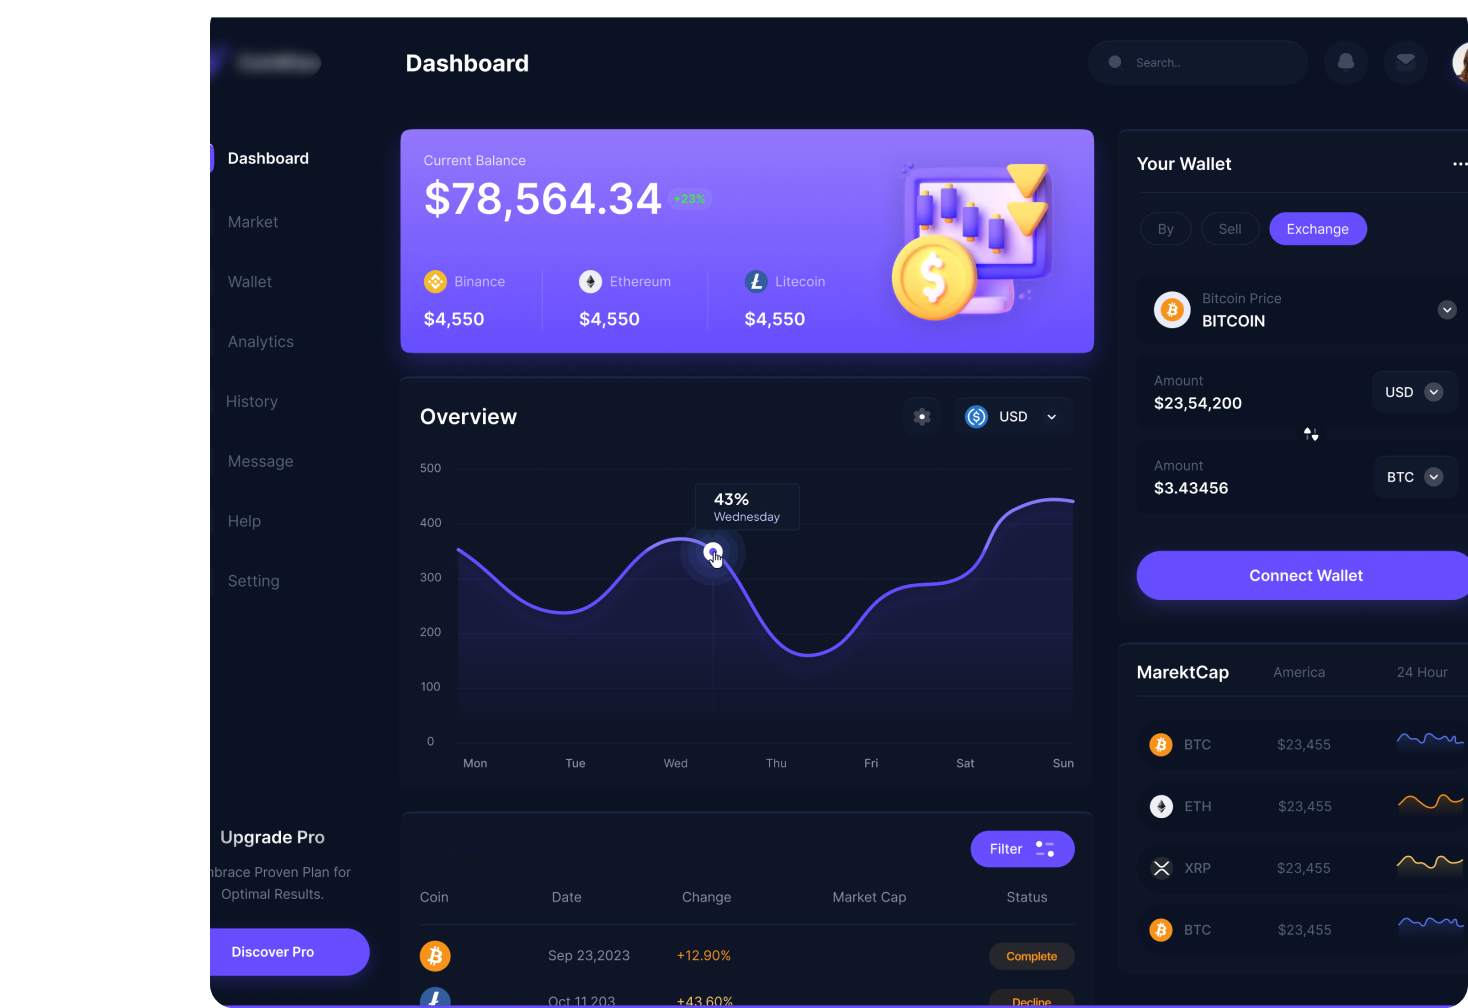 Dashboard
Search..
Dashboard
Market
Wallet
Analytics
History
Message
Help
Setting
Upgrade Pro
Proven Plan for
Optimal Results.
Discover Pro
Current Balance
$78,564.34 +23%
Binance Ethereum Litecoin
$4,550 $4,550 $4,550
Overview
USD
500
400
300
200
100
0
43%
Wednesday
Mon Tue Wed Thu Fri Sat Sun
Filter
Coin Date Change Market Cap Status
Sep 23,2023 +12.90% Complete
Oct 11,203 +43.60% Decline
Your Wallet
By Sell Exchange
Bitcoin Price
BITCOIN
Amount
$23,54,200
USD
Amount
$3.43456
BTC
Connect Wallet
MarektCap America 24 Hour
BTC $23,455
ETH $23,455
XRP $23,455
BTC $23,455